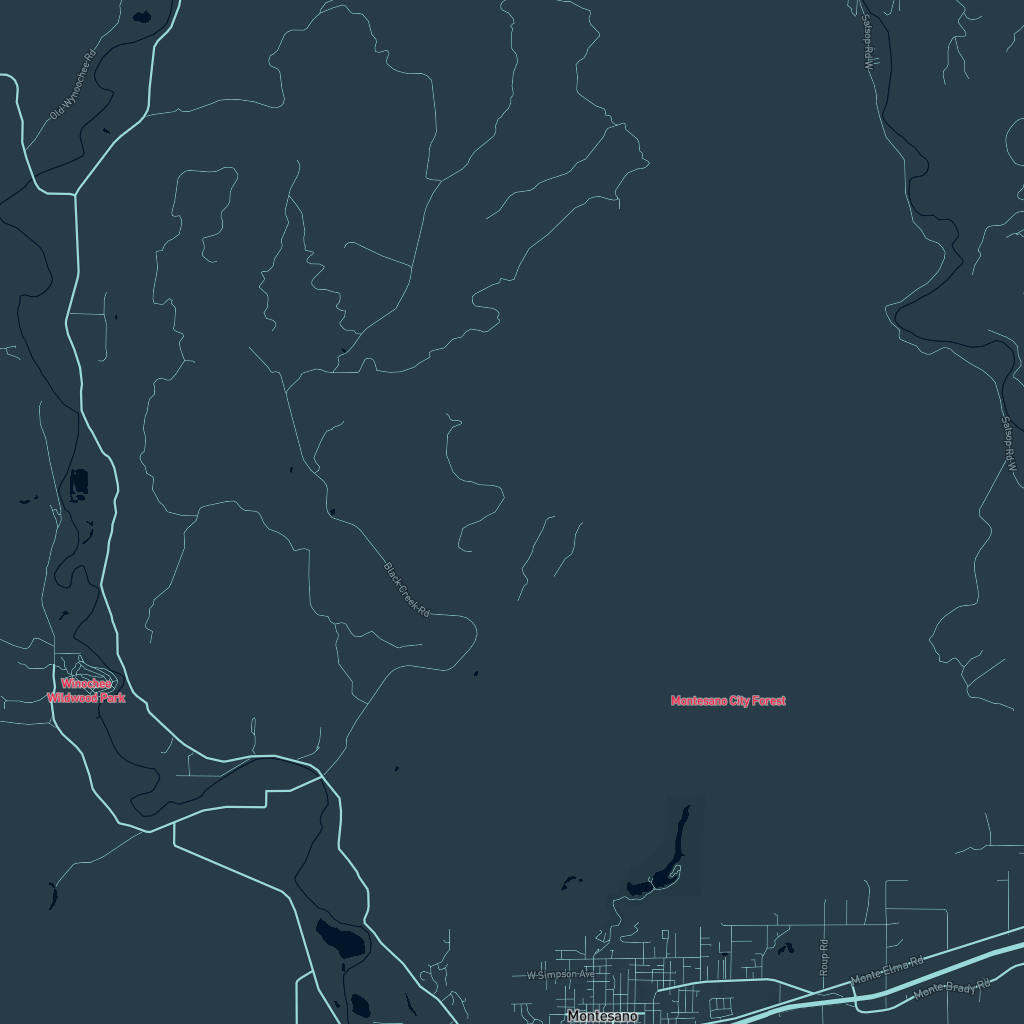 Satsop Rd W
Old Wynoochee Rd
Satsop Rd W
Black Creek Rd
Winochee
Wildwood Park
Montesano City Forest
Roup Rd
Monte Elma Rd
W Simpson Ave
Monte Brady Rd
Montesano